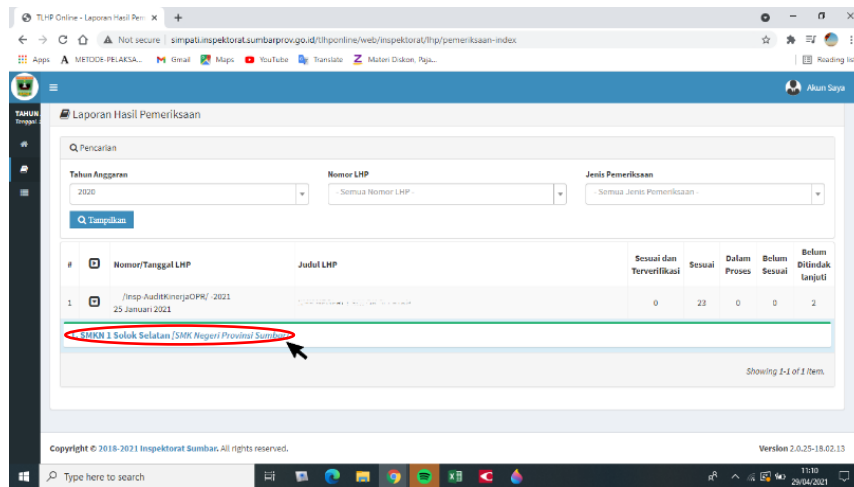 TLHP Online - Laporan Hasil Pem
Not secure | simpati.inspektorat.sumbarprov.go.id/tlhponline/web/inspektorat/lhp/pemeriksaan-index
Apps METODE-PELAKSA... Gmail Maps YouTube Translate Materi Diskon, Paja... Reading lis
Akun Saya
TAHUN
Laporan Hasil Pemeriksaan
Pencarian
Tahun Anggaran Nomor LHP Jenis Pemeriksaan
2020 - Semua Nomor LHP - - Semua Jenis Pemeriksaan -
Tampilkan
# Nomor/Tanggal LHP Judul LHP Sesuai dan Terverifikasi Sesuai Dalam Proses Belum Sesuai Belum Ditindak lanjuti
1 /Insp-AuditKinerjaOPR/ -2021 0 23 0 0 2
25 Januari 2021
1. SMKN 1 Solok Selatan [SMK Negeri Provinsi Sumbar]
Showing 1-1 of 1 item.
Copyright © 2018-2021 Inspektorat Sumbar. All rights reserved. Version 2.0.25-18.02.13
Type here to search 11:10
29/04/2021